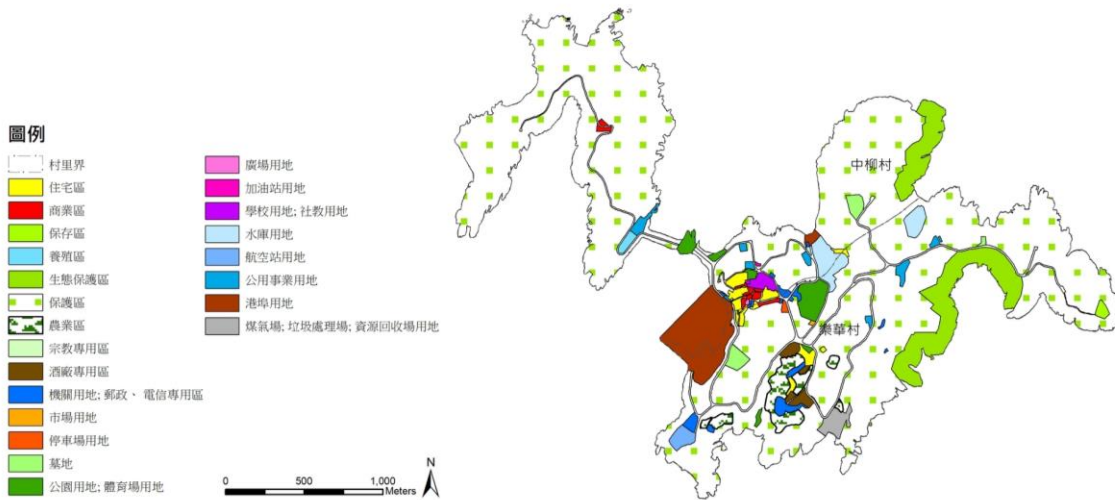 圖例
村里界
住宅區
商業區
保存區
養殖區
生態保護區
保護區
農業區
宗教專用區
酒廠專用區
機關用地; 郵政、 電信專用區
市場用地
停車場用地
墓地
公園用地; 體育場用地
廣場用地
加油站用地
學校用地; 社教用地
水庫用地
航空站用地
公用事業用地
港埠用地
煤氣場; 垃圾處理場; 資源回收場用地
0 500 1,000
Meters
N
中柳村
樂華村